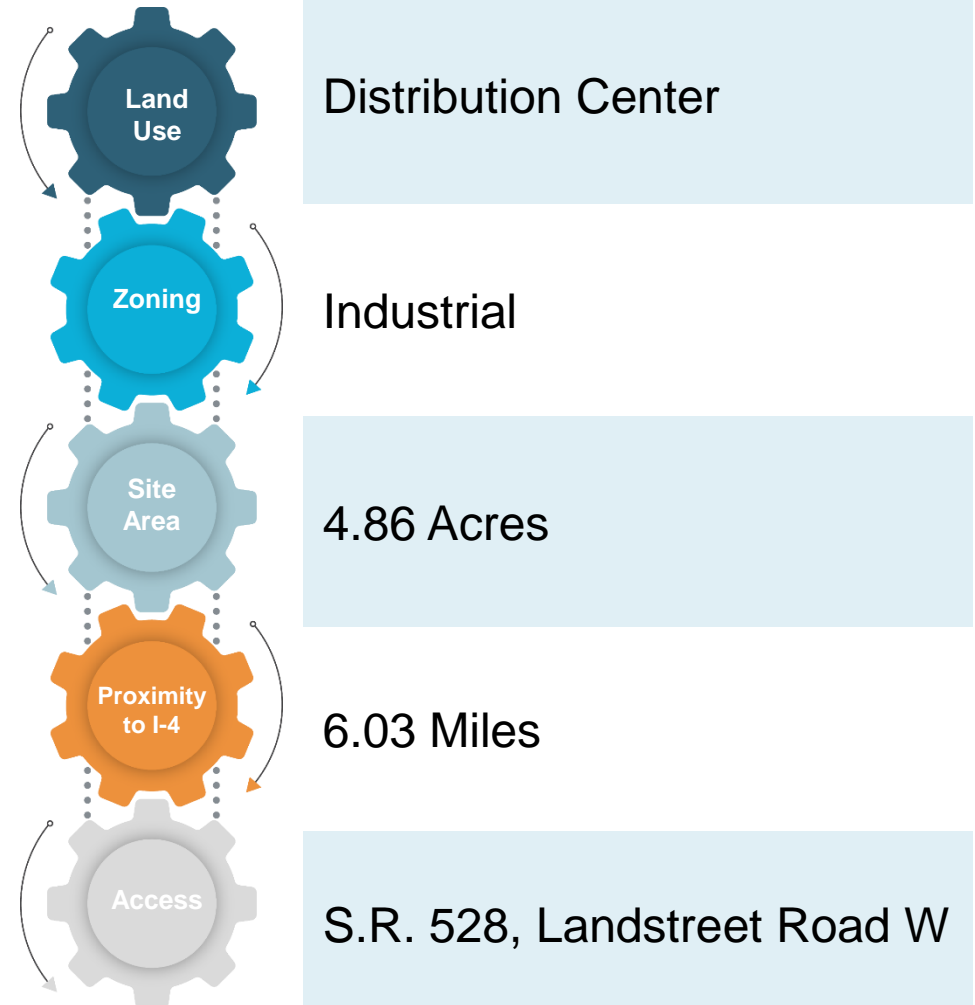 Land
Use
Distribution Center
Zoning
Industrial
Site
Area
4.86 Acres
Proximity
to I-4
6.03 Miles
Access
S.R. 528, Landstreet Road W